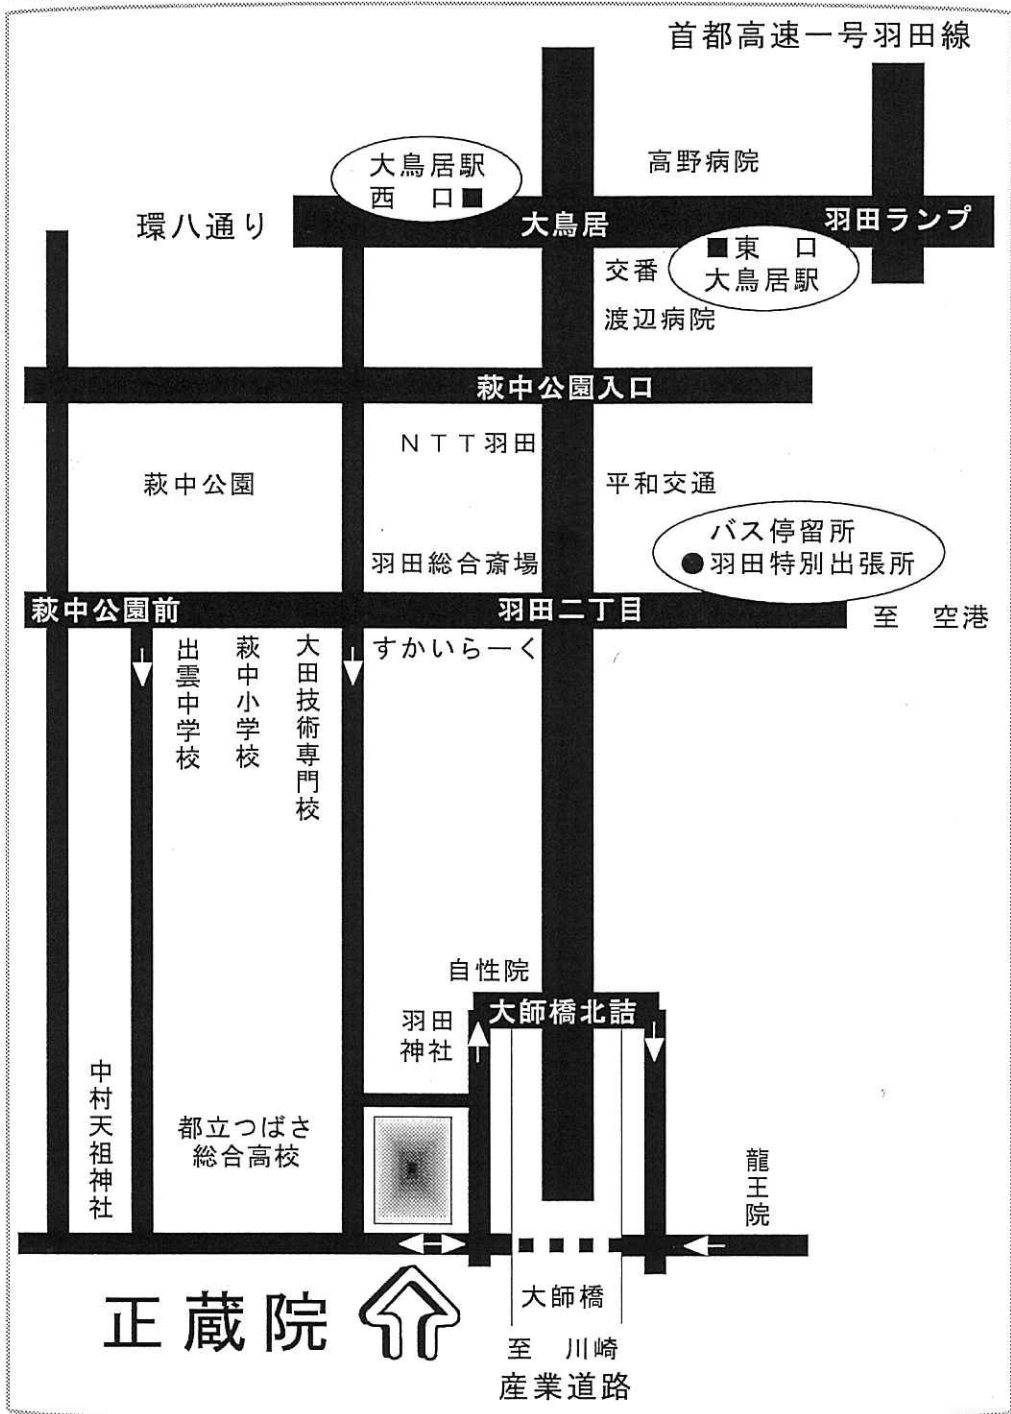 首都高速一号羽田線
高野病院
大鳥居駅
西 口■
環八通り
大鳥居
羽田ランプ
■東 口
大鳥居駅
交番
渡辺病院
萩中公園入口
NTT羽田
萩中公園
平和交通
バス停留所
●羽田特別出張所
羽田総合斎場
萩中公園前
羽田二丁目
至 空港
すかいらーく
出雲中学校
萩中小学校
大田技術専門校
自性院
大師橋北詰
羽田
神社
中村天祖神社
都立つばさ
総合高校
龍王院
正蔵院
大師橋
至 川崎
産業道路